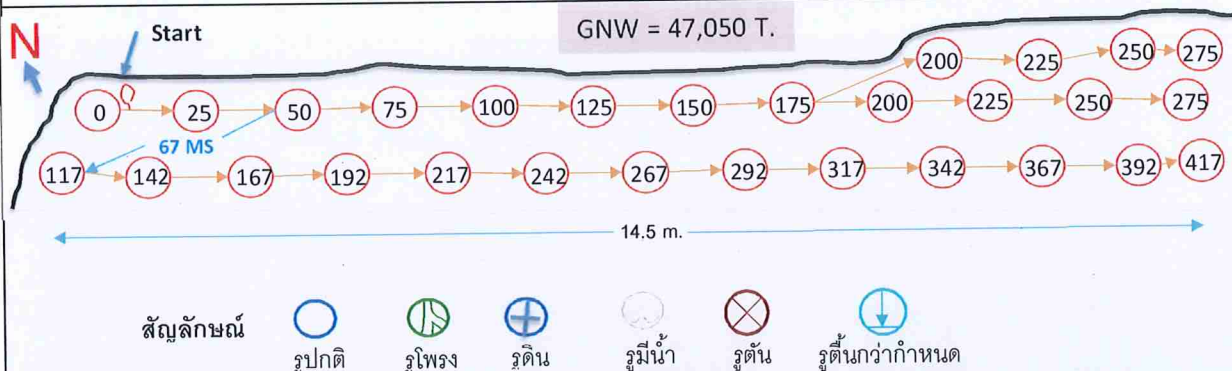 N
Start
GNW = 47,050 T.
200 225 250 275
0 25 50 75 100 125 150 175 200 225 250 275
67 MS
117 142 167 192 217 242 267 292 317 342 367 392 417
14.5 m.
สัญลักษณ์
รูปกติ รูโพรง รูดิน รูมีน้ำ รูตัน รูตื้นกว่ากำหนด